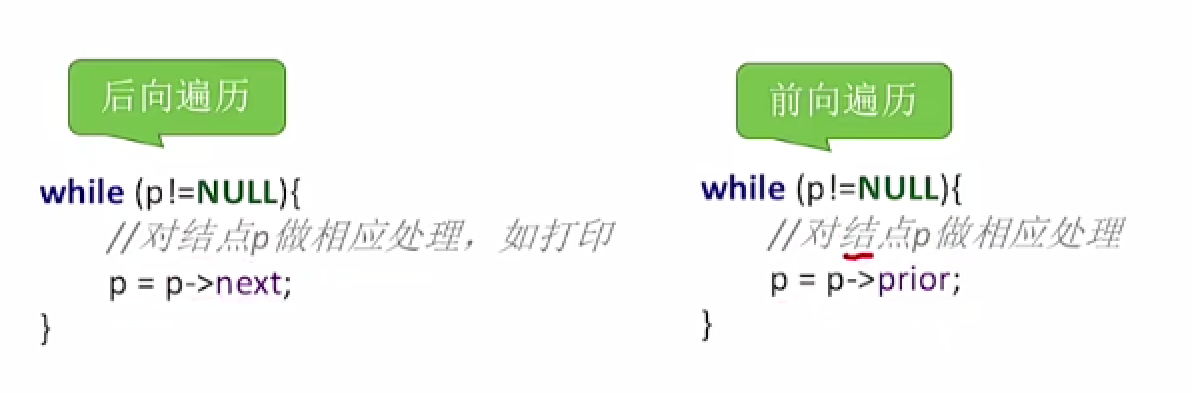 后向遍历
while (p!=NULL){
//对结点p做相应处理，如打印
p = p->next;
}
前向遍历
while (p!=NULL){
//对结点p做相应处理
p = p->prior;
}